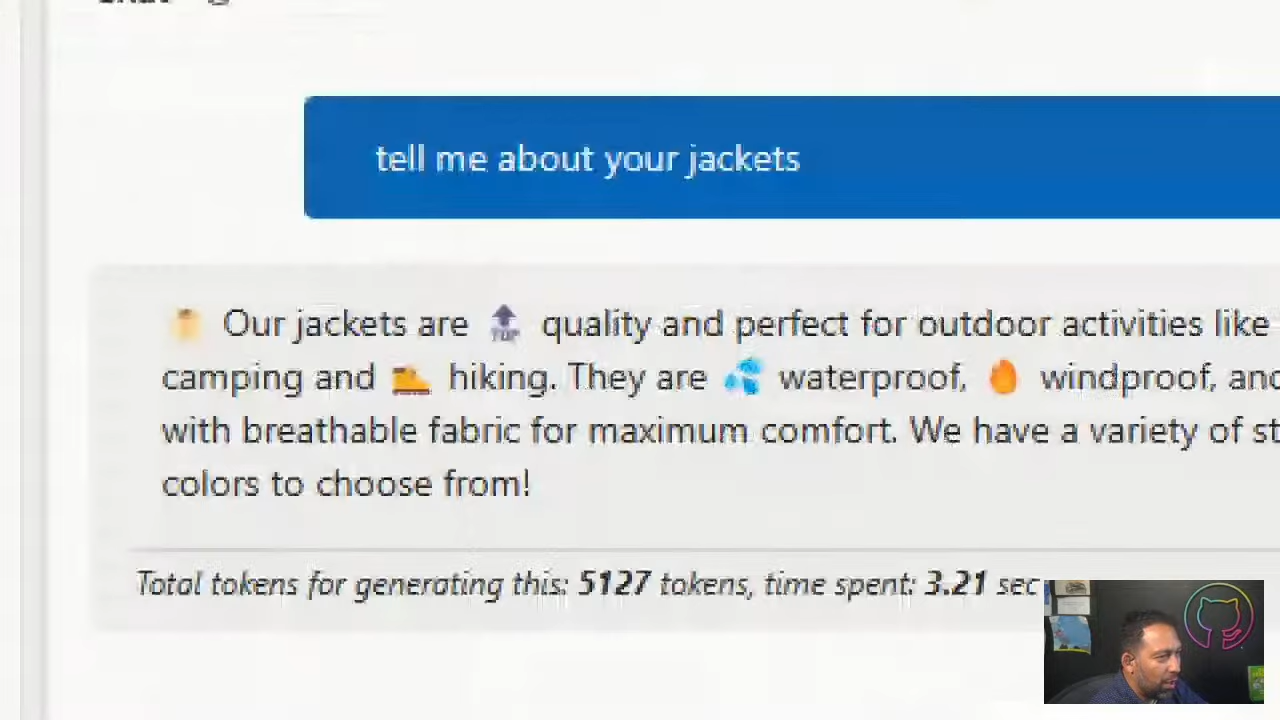 tell me about your jackets
Our jackets are 🔝 quality and perfect for outdoor activities like
camping and 🥾 hiking. They are 💦 waterproof, 🔥 windproof, and
with breathable fabric for maximum comfort. We have a variety of st
colors to choose from!
Total tokens for generating this: 5127 tokens, time spent: 3.21 sec